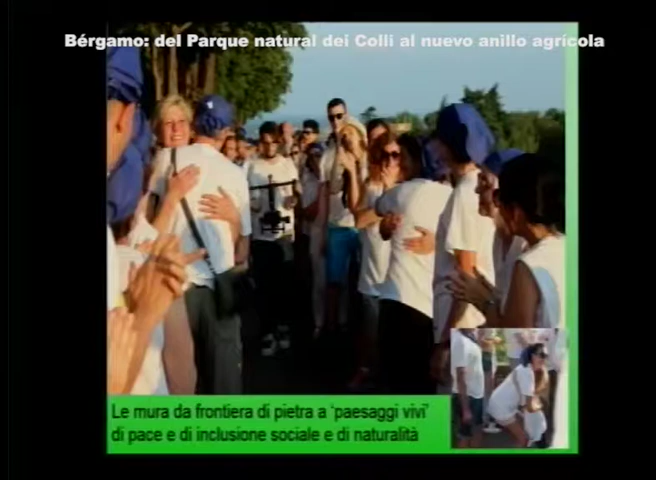 Bérgamo: del Parque natural dei Colli al nuevo anillo agrícola
Le mura da frontiera di pietra a ‘paesaggi vivi’
di pace e di inclusione sociale e di naturalità